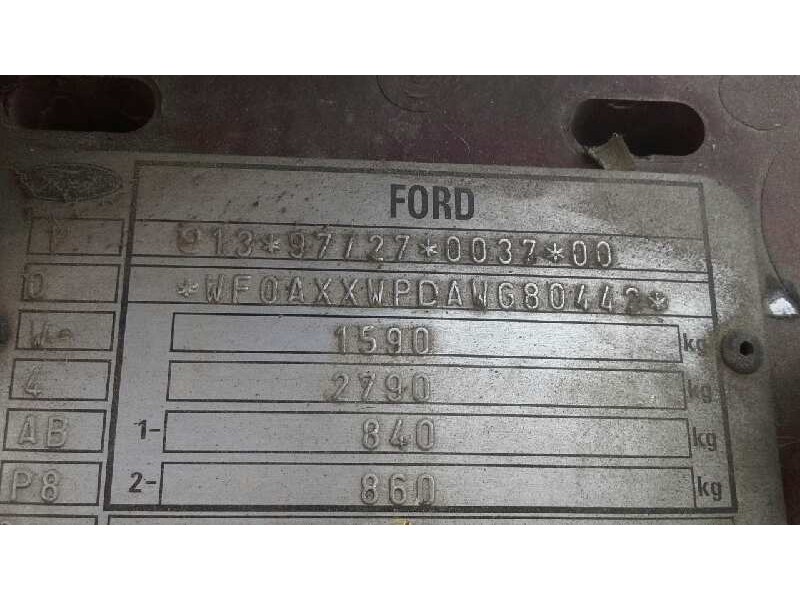 FORD
e13*97/27*0037*00
*WF0AXXWPDAWG80442*
1590 kg
4 2790 kg
AB 1- 840 kg
P8 2- 860 kg